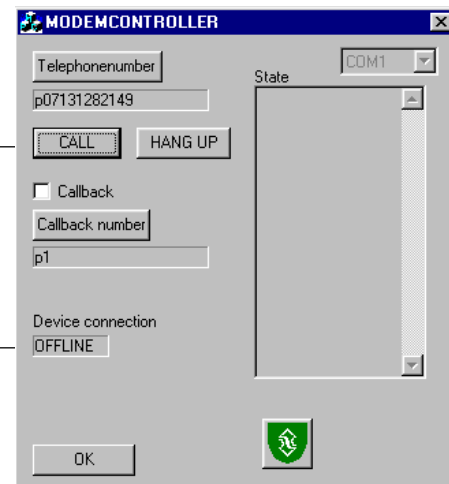 MODEMCONTROLLER
Telephonenumber
p07131282149
CALL
HANG UP
Callback
Callback number
p1
Device connection
OFFLINE
OK
COM1
State